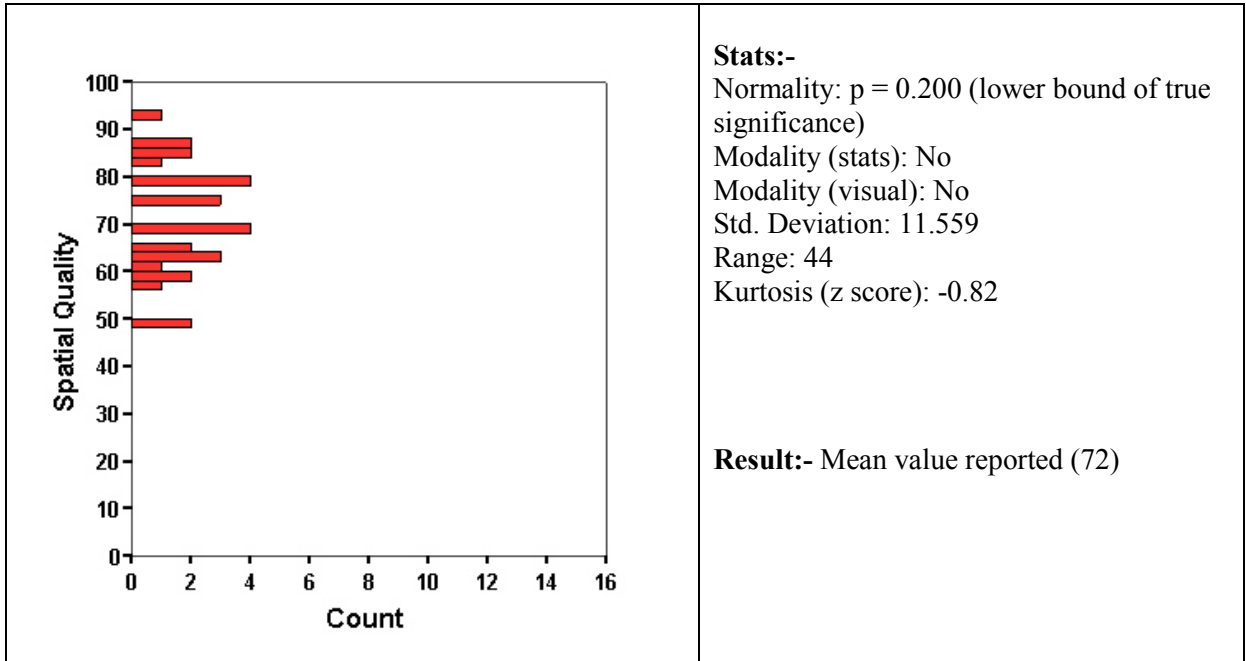 100
90
80
70
60
50
40
30
20
10
0
Spatial Quality
0 2 4 6 8 10 12 14 16
Count
Stats:-
Normality: p = 0.200 (lower bound of true
significance)
Modality (stats): No
Modality (visual): No
Std. Deviation: 11.559
Range: 44
Kurtosis (z score): -0.82
Result:- Mean value reported (72)